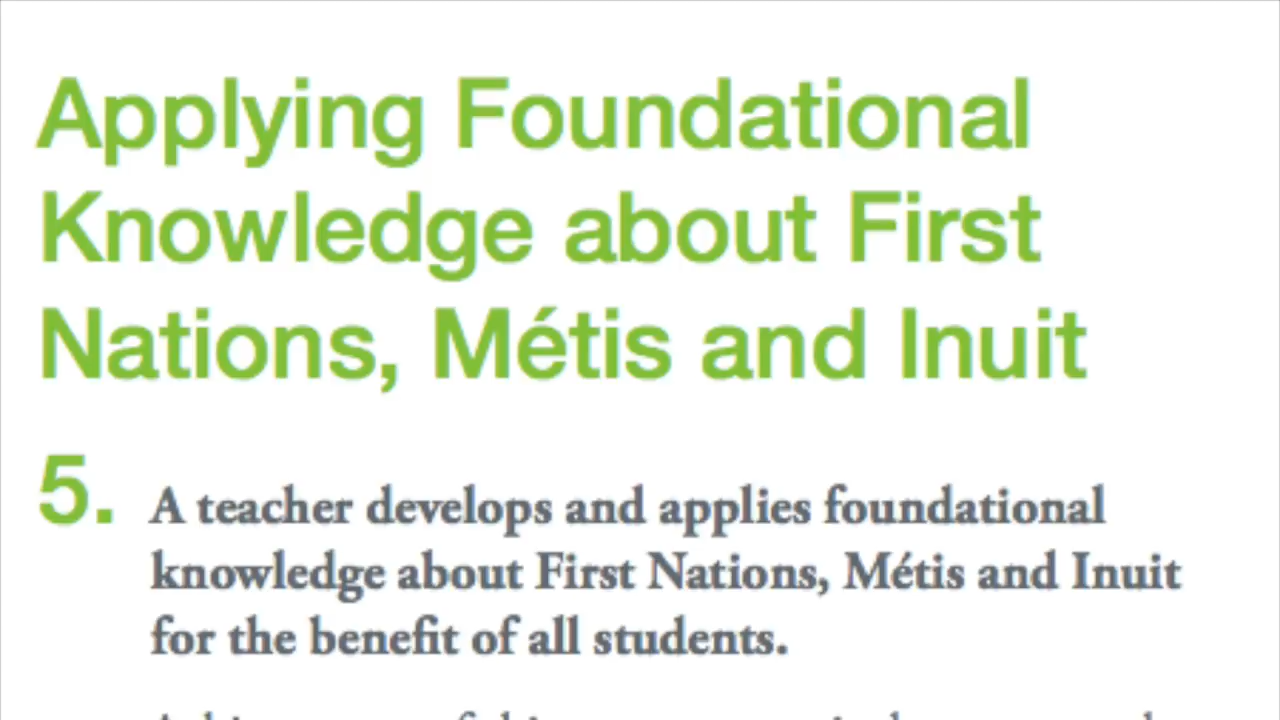 Applying Foundational
Knowledge about First
Nations, Métis and Inuit
5. A teacher develops and applies foundational
knowledge about First Nations, Métis and Inuit
for the benefit of all students.